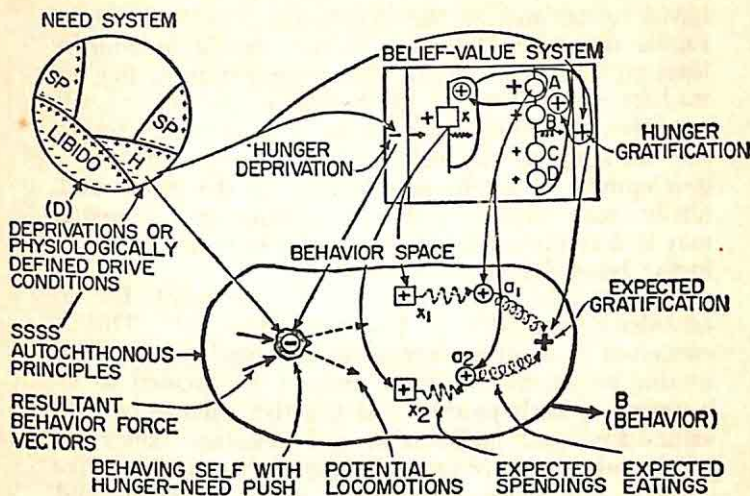 NEED SYSTEM
SP
SP
LIBIDO
H
BELIEF-VALUE SYSTEM
+
x
+
A
+
B
+
C
+
D
+
−
HUNGER
DEPRIVATION
HUNGER
GRATIFICATION
(D)
DEPRIVATIONS OR
PHYSIOLOGICALLY
DEFINED DRIVE
CONDITIONS
BEHAVIOR SPACE
+
x1
+
a1
+
EXPECTED
GRATIFICATION
−
SSSS
AUTOCHTHONOUS
PRINCIPLES
+
x2
+
a2
RESULTANT
BEHAVIOR FORCE
VECTORS
B
(BEHAVIOR)
BEHAVING SELF WITH
HUNGER-NEED PUSH
POTENTIAL
LOCOMOTIONS
EXPECTED
SPENDINGS
EXPECTED
EATINGS